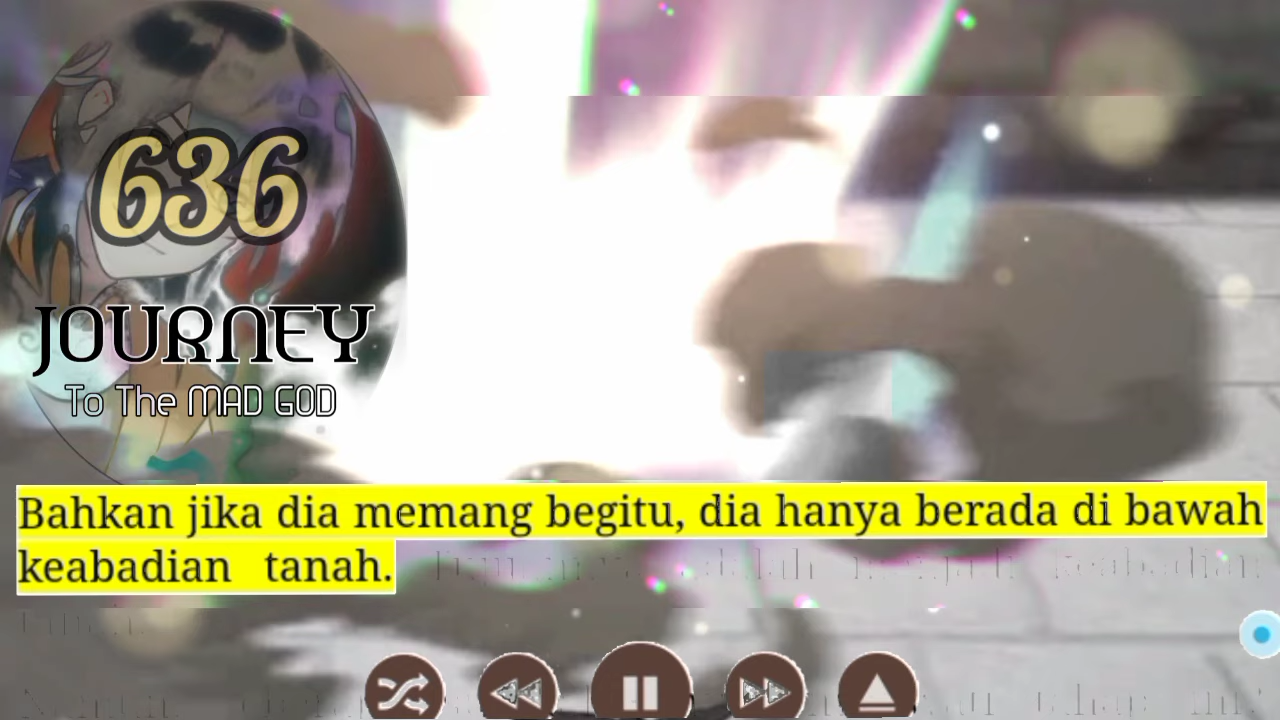 636
JOURNEY
To The MAD GOD
Bahkan jika dia memang begitu, dia hanya berada di bawah
keabadian tanah.